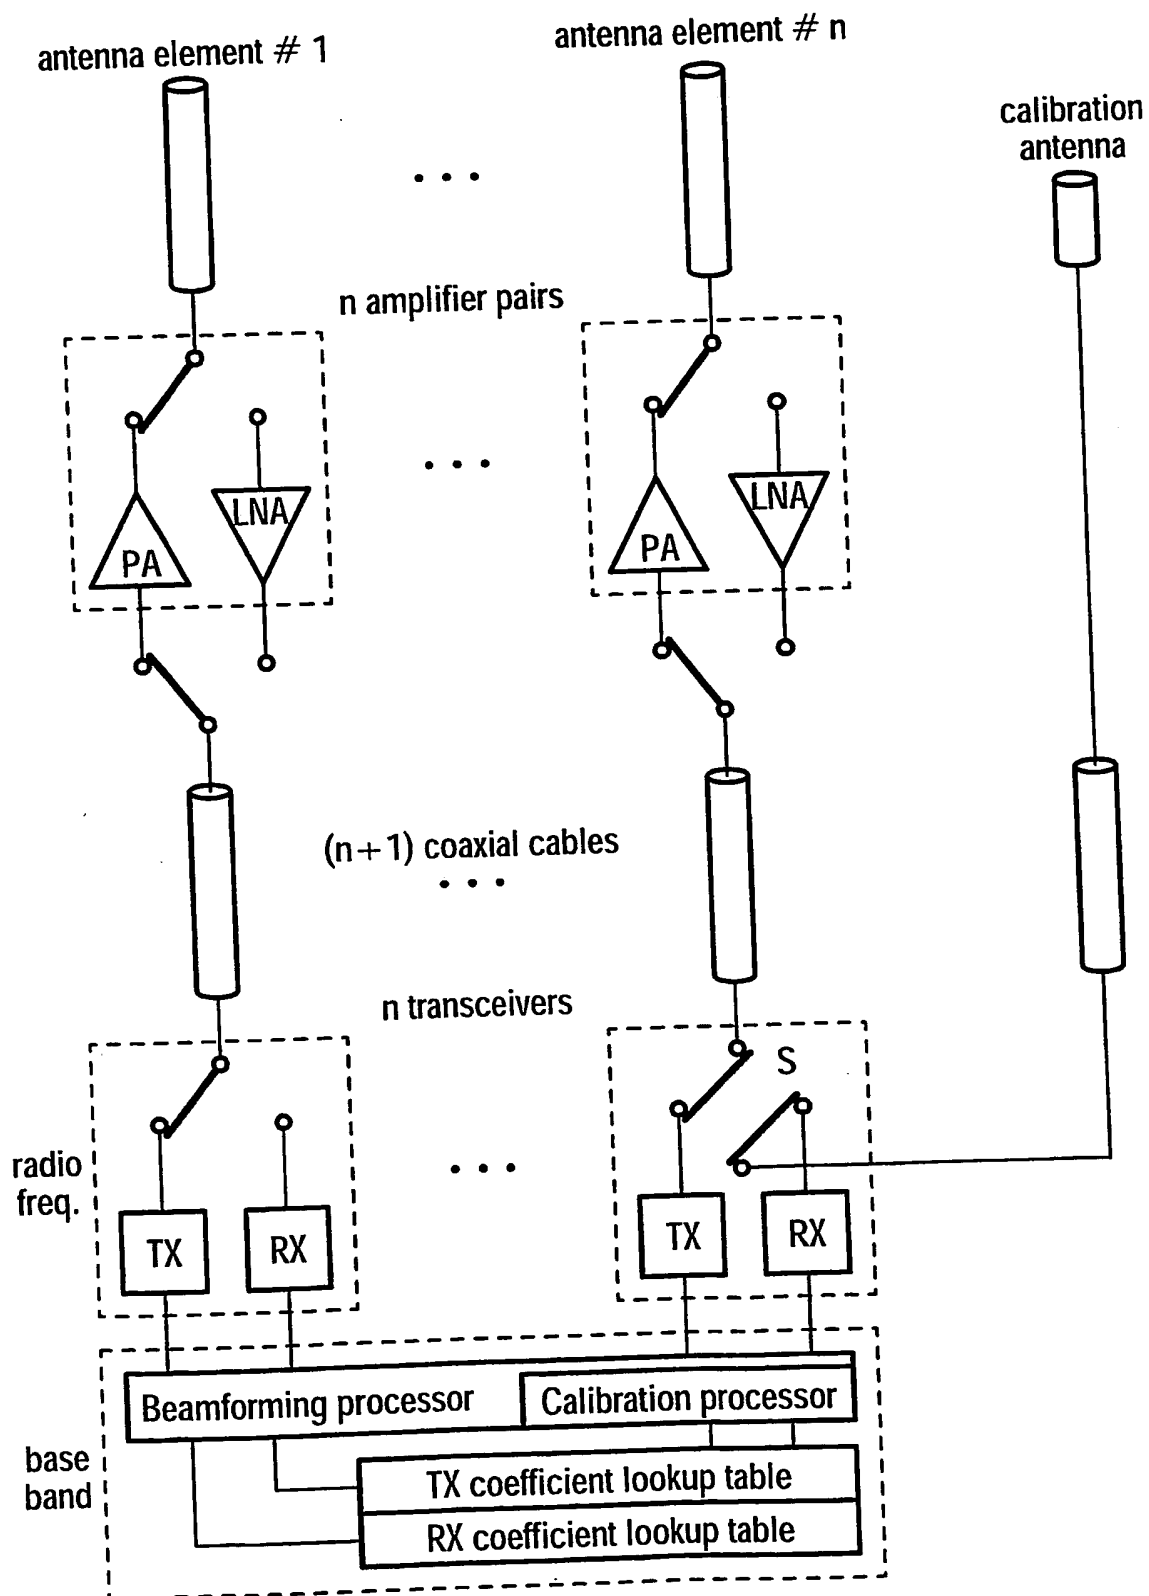 antenna element # 1
antenna element # n
calibration
antenna
n amplifier pairs
PA
LNA
PA
LNA
(n+1) coaxial cables
n transceivers
S
radio
freq.
TX
RX
TX
RX
Beamforming processor
Calibration processor
base
band
TX coefficient lookup table
RX coefficient lookup table